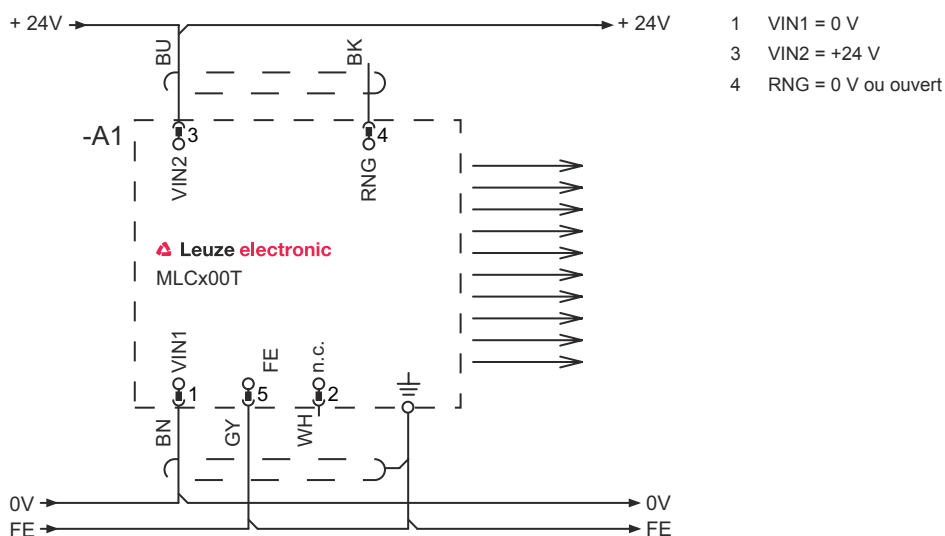 + 24V
+ 24V
1 VIN1 = 0 V
3 VIN2 = +24 V
4 RNG = 0 V ou ouvert
BU
BK
-A1
3
4
VIN2
RNG
Leuze electronic
MLCx00T
VIN1
FE
n.c.
1
5
2
BN
GY
WH
0V
0V
FE
FE